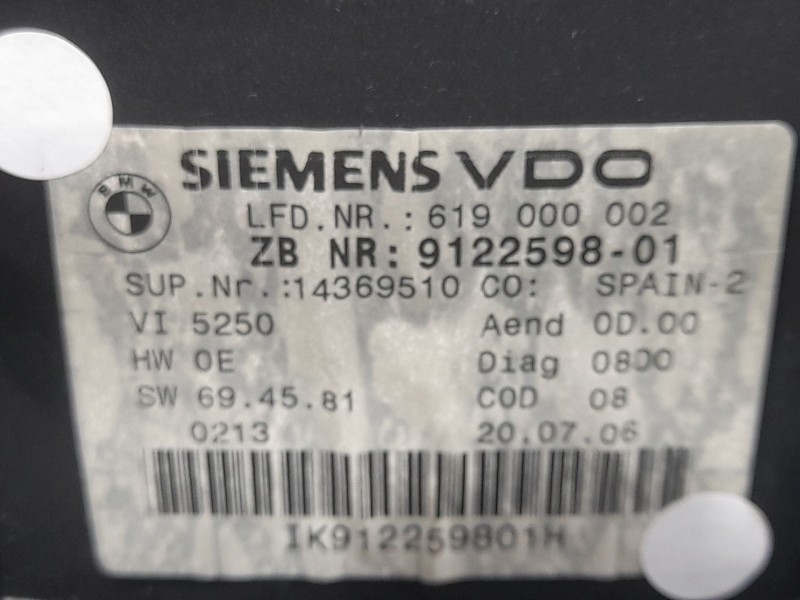 SIEMENS VDO
BMW
LFD.NR.: 619 000 002
ZB NR: 9122598-01
SUP.Nr.:14369510 CO: SPAIN-2
VI 5250 Aend 0D.00
HW 0E Diag 0800
SW 69.45.81 COD 08
0213 20.07.06
IK912259801H